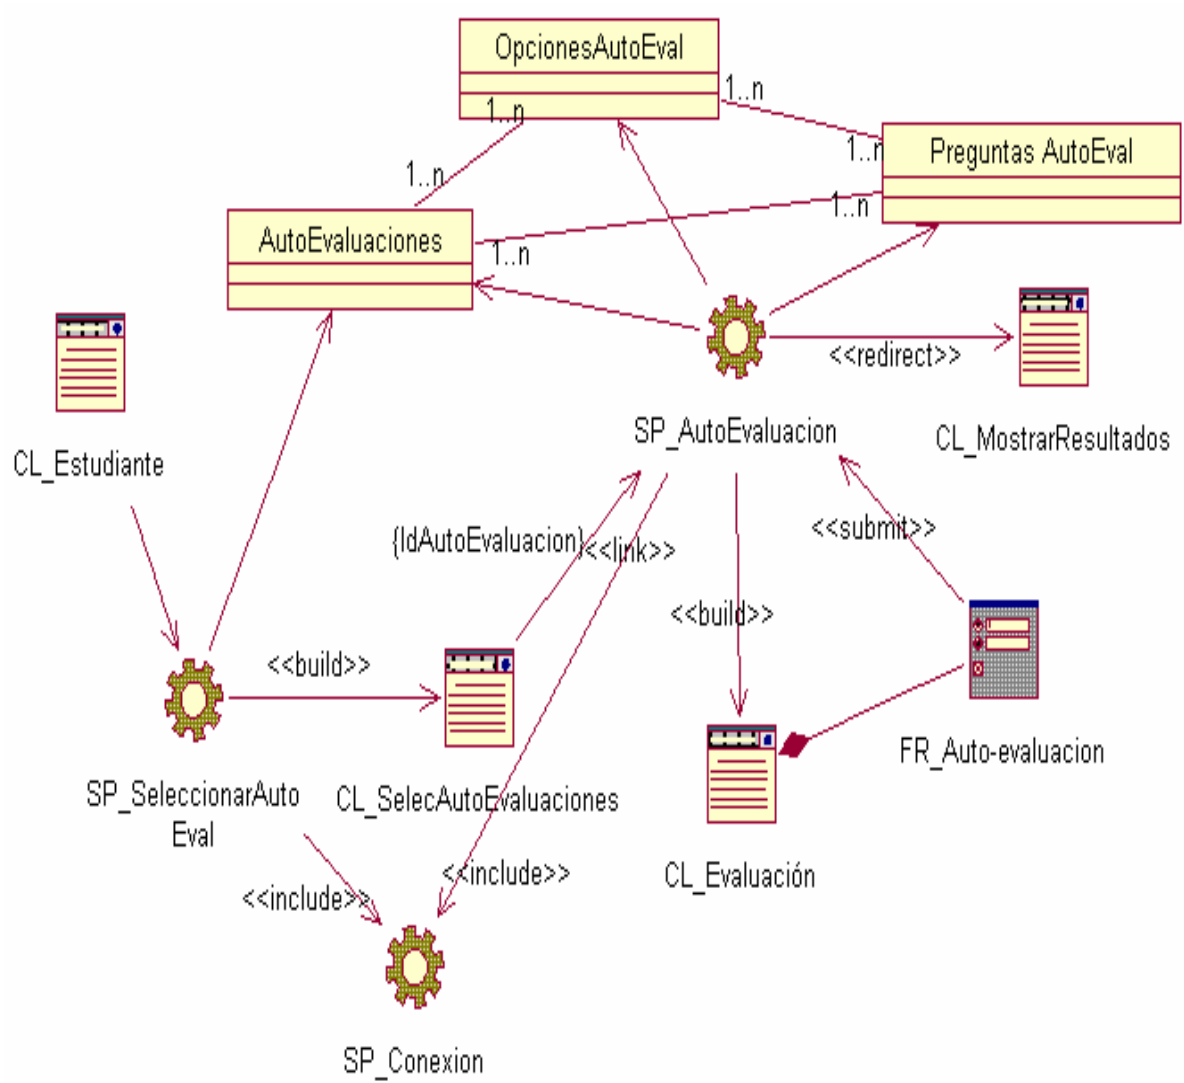 OpcionesAutoEval
1..n
1..n
1..n
1..n
Preguntas AutoEval
1..n
AutoEvaluaciones
1..n
<<redirect>>
SP_AutoEvaluacion
CL_MostrarResultados
CL_Estudiante
{IdAutoEvaluacion}
<<link>>
<<submit>>
<<build>>
<<build>>
FR_Auto-evaluacion
SP_SeleccionarAuto
Eval
CL_SelecAutoEvaluaciones
<<include>>
CL_Evaluación
<<include>>
SP_Conexion